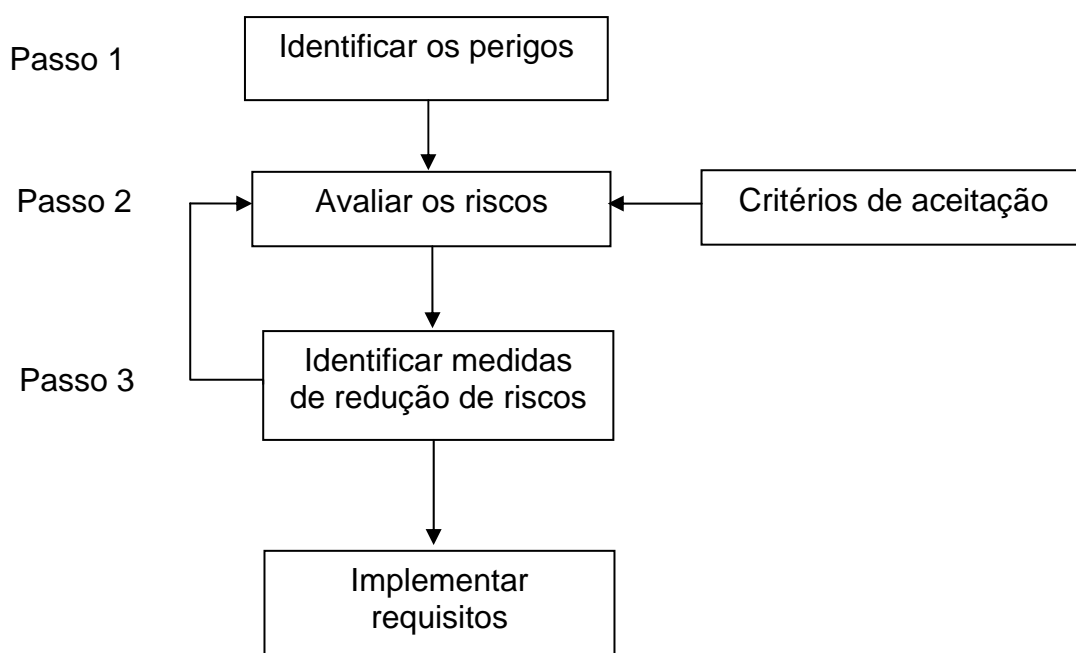 Passo 1
Identificar os perigos
Passo 2
Avaliar os riscos
Critérios de aceitação
Passo 3
Identificar medidas
de redução de riscos
Implementar
requisitos